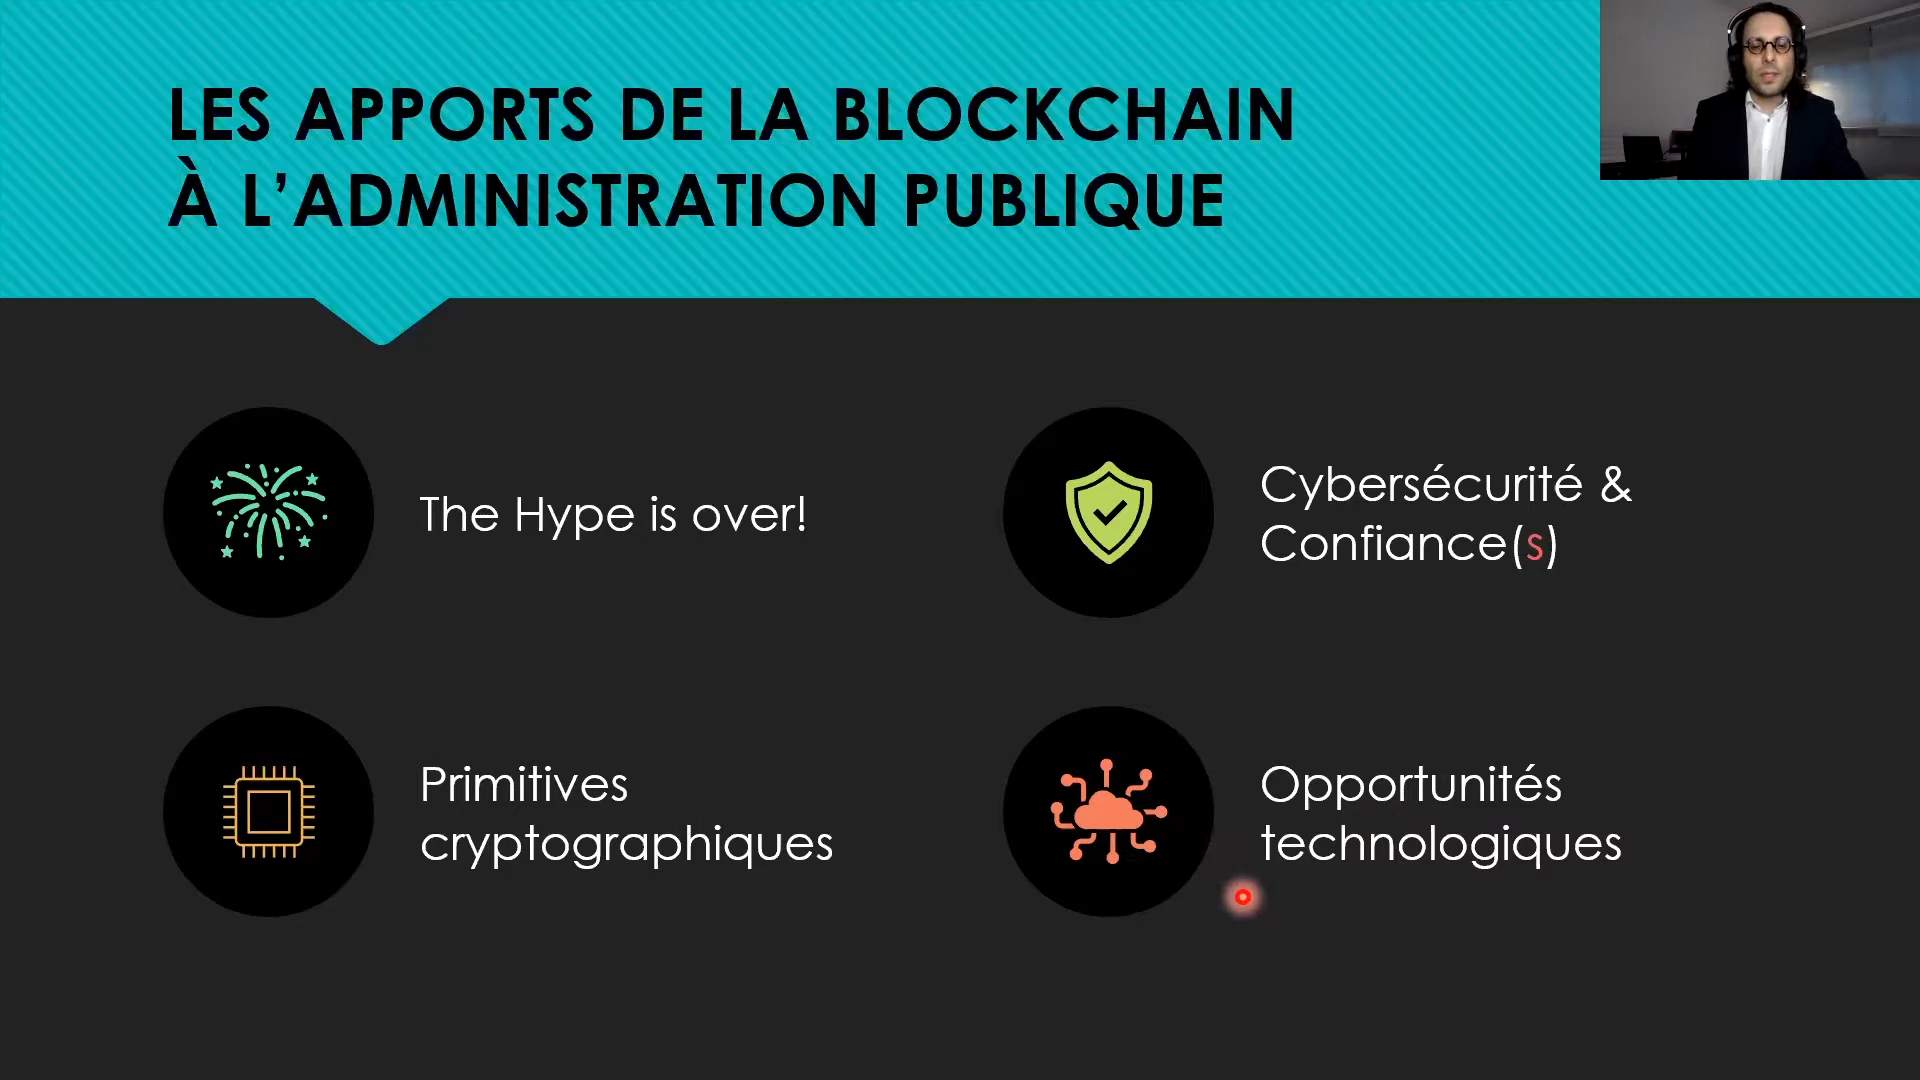 LES APPORTS DE LA BLOCKCHAIN
À L’ADMINISTRATION PUBLIQUE
The Hype is over!
Cybersécurité &
Confiance(s)
Primitives
cryptographiques
Opportunités
technologiques